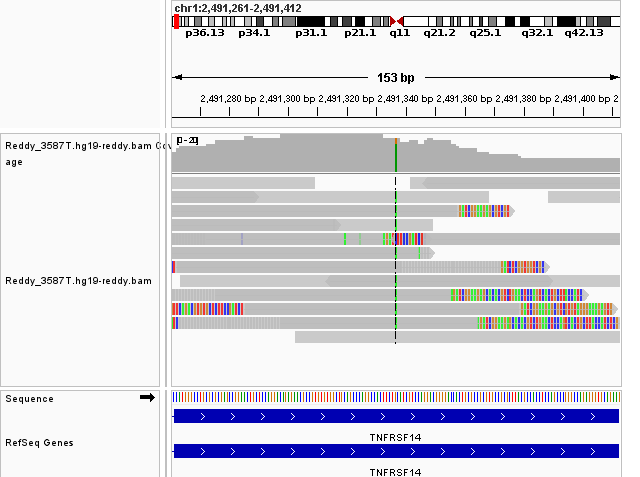 chr1:2,491,261-2,491,412
p36.13 p34.1 p31.1 p21.1 q11 q21.2 q25.1 q32.1 q42.13
153 bp
2,491,280 bp 2,491,300 bp 2,491,320 bp 2,491,340 bp 2,491,360 bp 2,491,380 bp 2,491,400 bp 2
[0 - 20]
Reddy_3587T.hg19-reddy.bam Cov
age
Reddy_3587T.hg19-reddy.bam
Sequence
TNFRSF14
RefSeq Genes
TNFRSF14